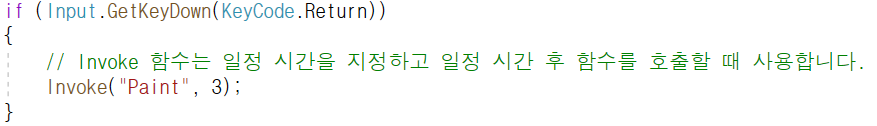 if (Input.GetKeyDown(KeyCode.Return))
{
// Invoke 함수는 일정 시간을 지정하고 일정 시간 후 함수를 호출할 때 사용합니다.
Invoke("Paint", 3);
}